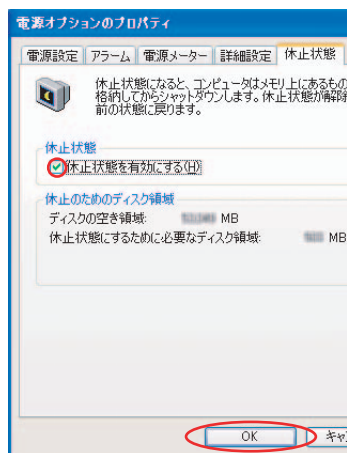 電源オプションのプロパティ
電源設定 アラーム 電源メーター 詳細設定 休止状態
休止状態になると、コンピュータはメモリ上にあるもの
格納してからシャットダウンします。休止状態が解除
前の状態に戻ります。
休止状態
休止状態を有効にする(H)
休止のためのディスク領域
ディスクの空き領域: MB
休止状態にするために必要なディスク領域: MB
OK キャ